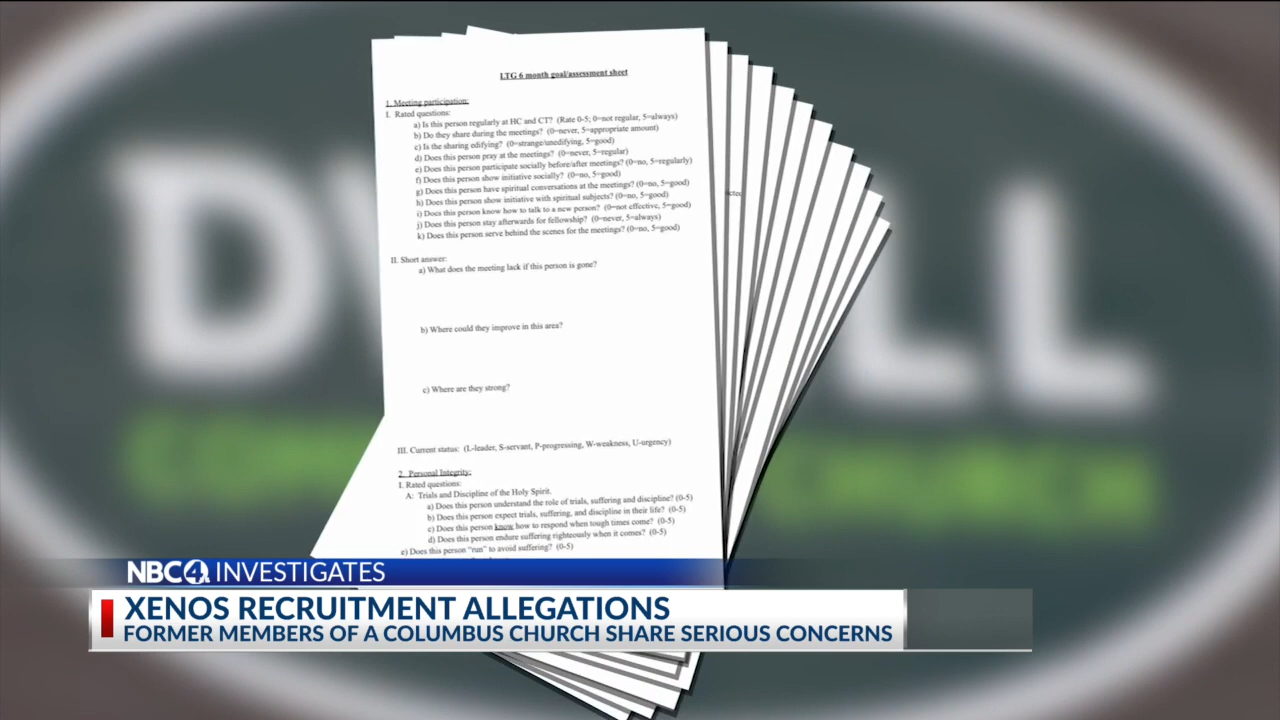 LTG 6 month goal/assessment sheet
1. Meeting participation:
I. Rated questions:
a) Is this person regularly at HC and CT? (Rate 0-5; 0=not regular, 5=always)
b) Do they share during the meetings? (0=never, 5=appropriate amount)
c) Is the sharing edifying? (0=strange/unedifying, 5=good)
d) Does this person pray at the meetings? (0=never, 5=regular)
e) Does this person participate socially before/after meetings? (0=no, 5=regularly)
f) Does this person show initiative socially? (0=no, 5=good)
g) Does this person have spiritual conversations at the meetings? (0=no, 5=good)
h) Does this person show initiative with spiritual subjects? (0=no, 5=good)
i) Does this person know how to talk to a new person? (0=not effective, 5=good)
j) Does this person stay afterwards for fellowship? (0=never, 5=always)
k) Does this person serve behind the scenes for the meetings? (0=no, 5=good)
II. Short answer:
a) What does the meeting lack if this person is gone?
b) Where could they improve in this area?
c) Where are they strong?
III. Current status: (L-leader, S-servant, P-progressing, W-weakness, U-urgency)
2. Personal Integrity:
I. Rated questions:
A: Trials and Discipline of the Holy Spirit.
a) Does this person understand the role of trials, suffering and discipline? (0-5)
b) Does this person expect trials, suffering, and discipline in their life? (0-5)
c) Does this person know how to respond when tough times come? (0-5)
d) Does this person endure suffering righteously when it comes? (0-5)
e) Does this person "run" to avoid suffering? (0-5)
NBC4 INVESTIGATES
XENOS RECRUITMENT ALLEGATIONS
FORMER MEMBERS OF A COLUMBUS CHURCH SHARE SERIOUS CONCERNS